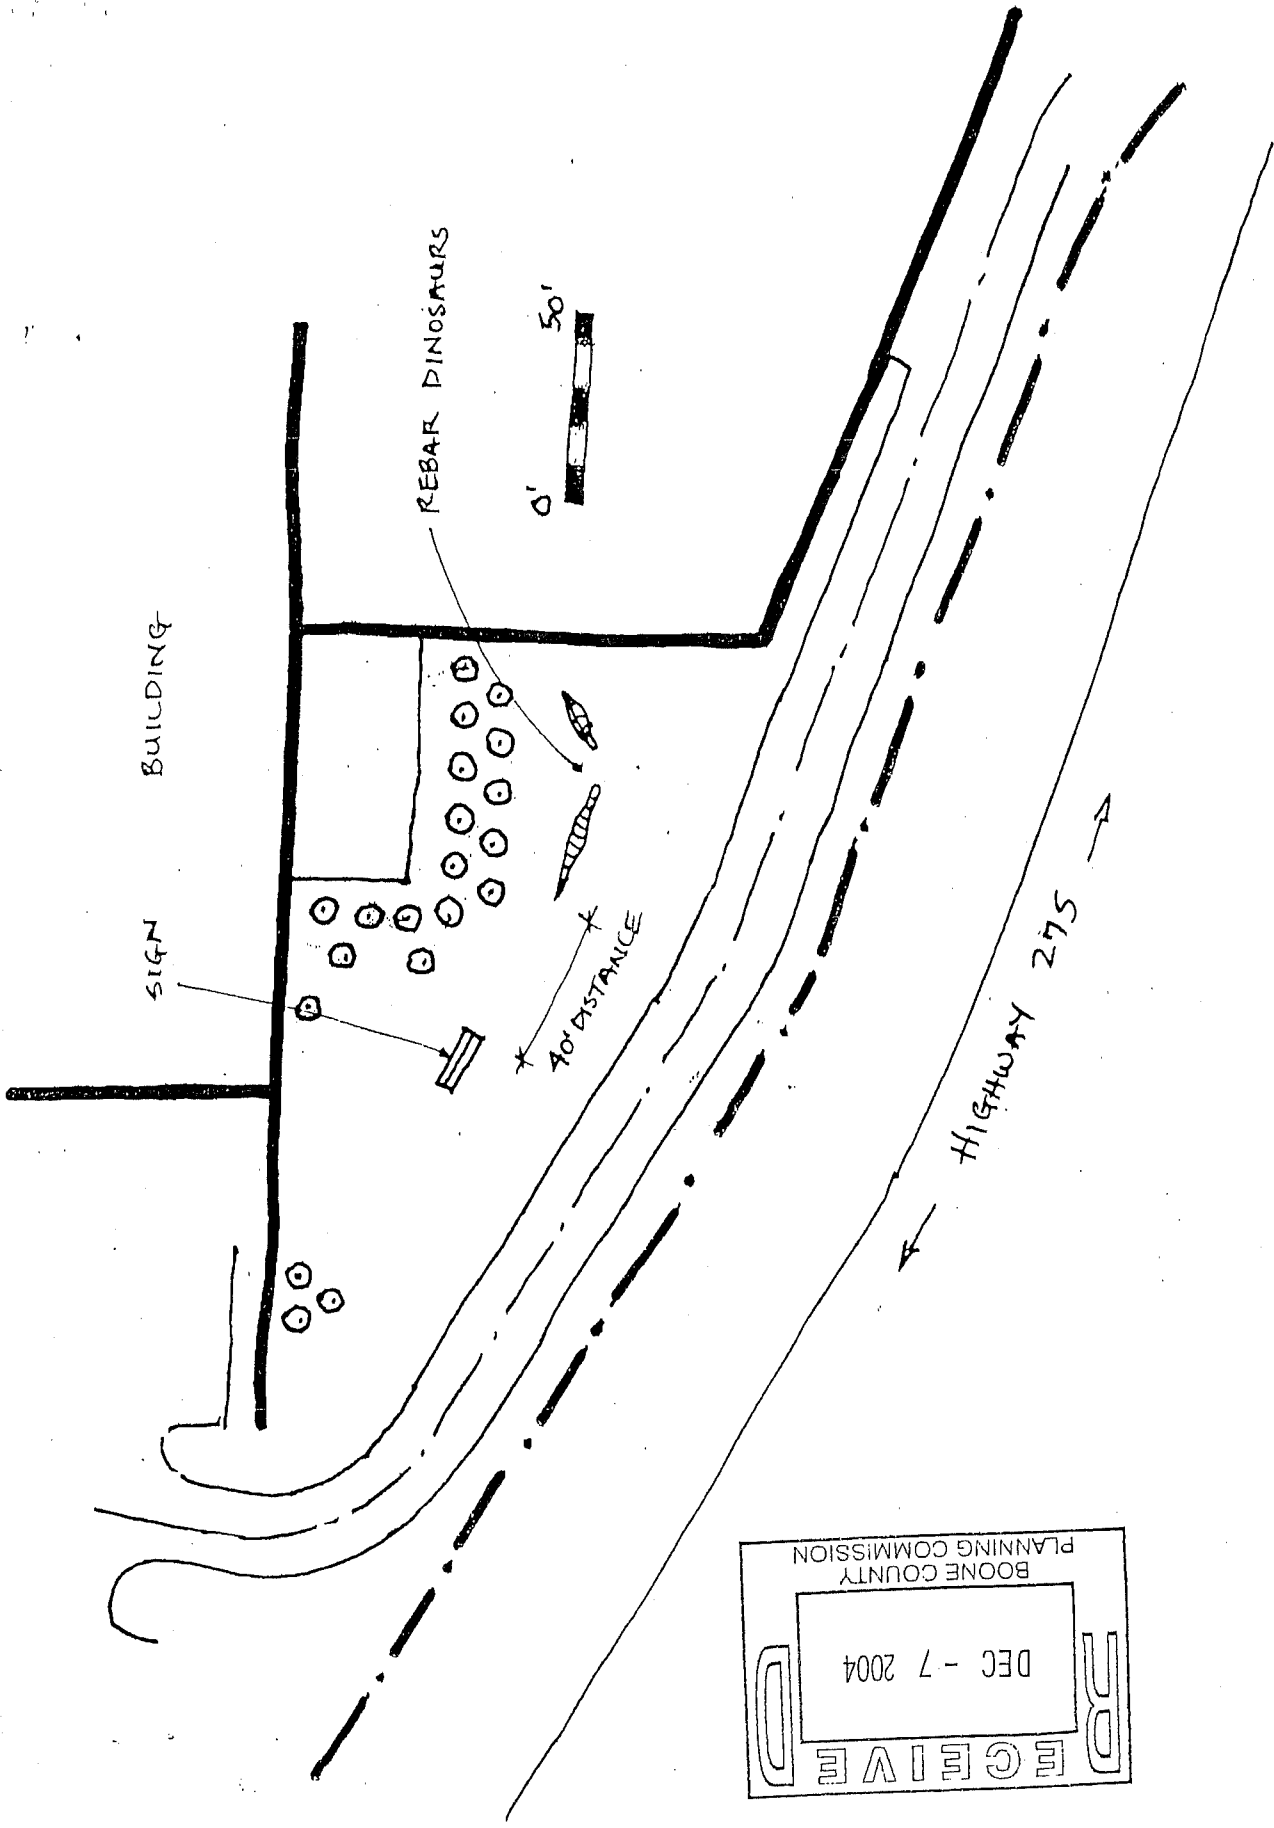 BUILDING
SIGN
REBAR DINOSAURS
0' 50'
40' DISTANCE
HIGHWAY 275
RECEIVED
DEC - 7 2004
BOONE COUNTY
PLANNING COMMISSION